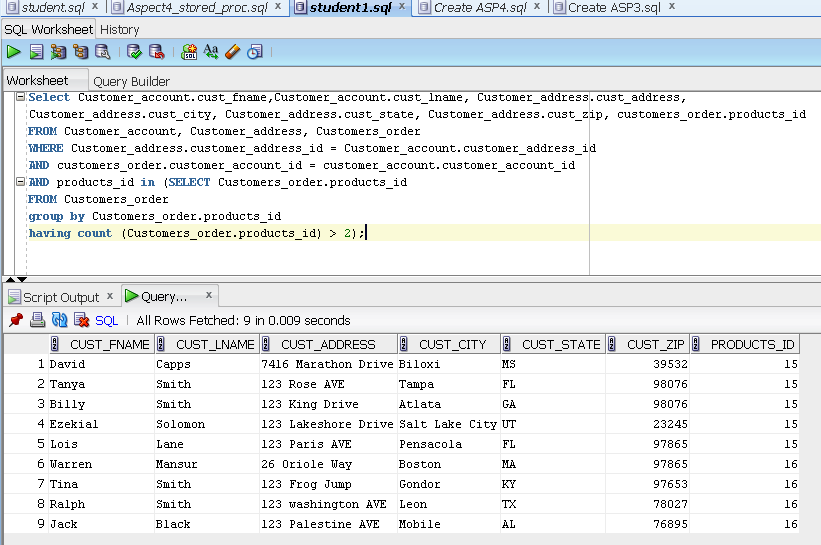 student.sql x Aspect4_stored_proc.sql x student1.sql x Create ASP4.sql x Create ASP3.sql x
SQL Worksheet History
Worksheet Query Builder
Select Customer_account.cust_fname,Customer_account.cust_lname, Customer_address.cust_address,
Customer_address.cust_city, Customer_address.cust_state, Customer_address.cust_zip, customers_order.products_id
FROM Customer_account, Customer_address, Customers_order
WHERE Customer_address.customer_address_id = Customer_account.customer_address_id
AND customers_order.customer_account_id = customer_account.customer_account_id
AND products_id in (SELECT Customers_order.products_id
FROM Customers_order
group by Customers_order.products_id
having count (Customers_order.products_id) > 2);
Script Output x Query... x
SQL | All Rows Fetched: 9 in 0.009 seconds
CUST_FNAME CUST_LNAME CUST_ADDRESS CUST_CITY CUST_STATE CUST_ZIP PRODUCTS_ID
1 David Capps 7416 Marathon Drive Biloxi MS 39532 15
2 Tanya Smith 123 Rose AVE Tampa FL 98076 15
3 Billy Smith 123 King Drive Atlata GA 98076 15
4 Ezekial Solomon 123 Lakeshore Drive Salt Lake City UT 23245 15
5 Lois Lane 123 Paris AVE Pensacola FL 97865 15
6 Warren Mansur 26 Oriole Way Boston MA 97865 16
7 Tina Smith 123 Frog Jump Gondor KY 97653 16
8 Ralph Smith 123 washington AVE Leon TX 78027 16
9 Jack Black 123 Palestine AVE Mobile AL 76895 16